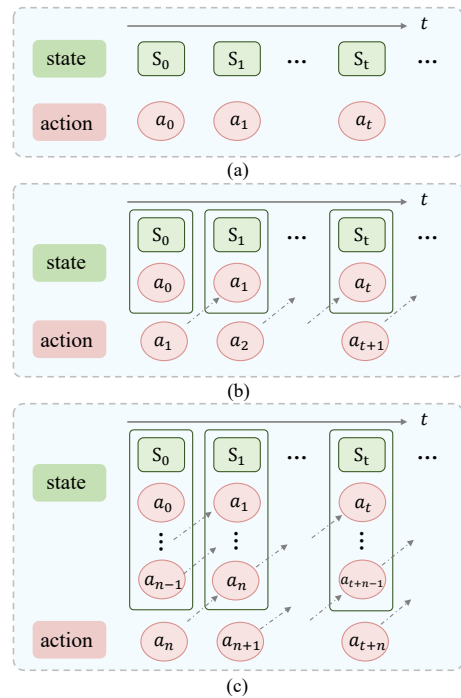 t
state S₀ S₁ ... Sₜ ...
action a₀ a₁ aₜ
(a)
t
S₀ S₁ ... Sₜ ...
state
a₀ a₁ aₜ
action a₁ a₂ aₜ₊₁
(b)
t
S₀ S₁ ... Sₜ ...
state
a₀ a₁ aₜ
⋮ ⋮ ⋮
aₙ₋₁ aₙ aₜ₊ₙ₋₁
action aₙ aₙ₊₁ aₜ₊ₙ
(c)